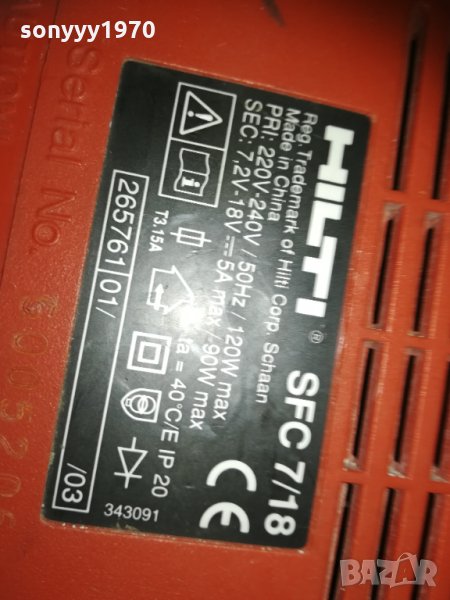 sonyyy1970
HILTI ® SFC 7/18
Reg. Trademark of Hilti Corp. Schaan
Made in China
PRI: 220V-240V / 50Hz / 120W max
SEC: 7,2V-18V ⎓ 5A max / 90W max
T3.15A
ta = 40°C/E IP 20
CE
265761 01/ /03
343091
Serial No.
BAZAR